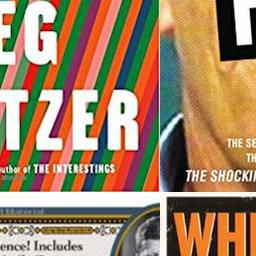 EG
TZER
author of THE INTERESTINGS
THE SE
TH
THE SHOCKI
ence! Includes
WH